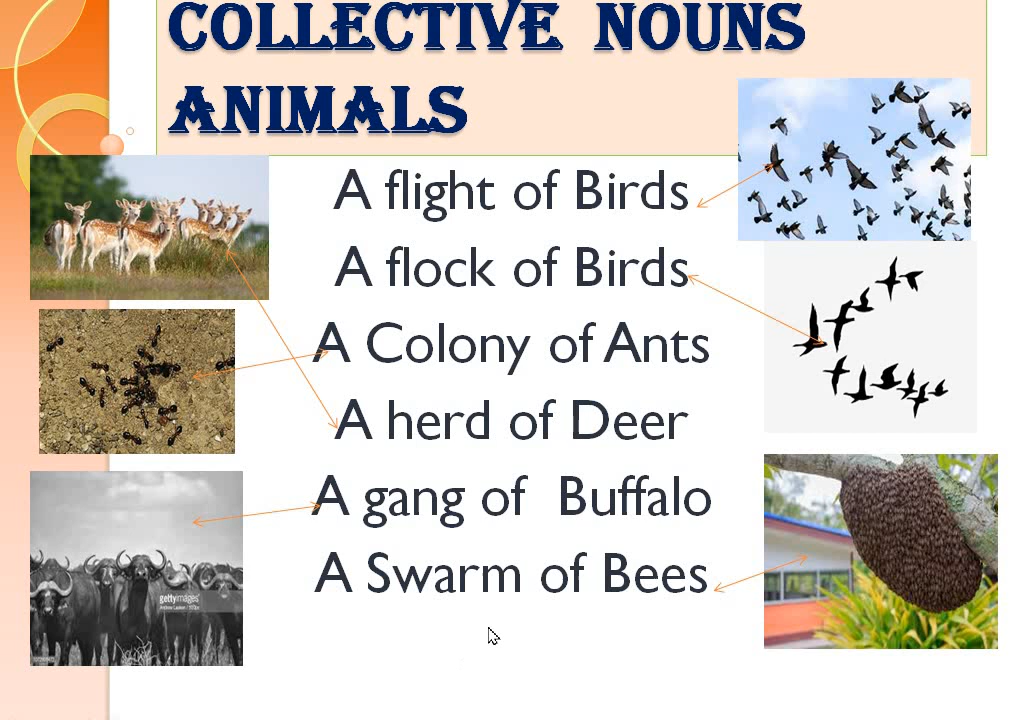 COLLECTIVE NOUNS
ANIMALS
A flight of Birds
A flock of Birds
A Colony of Ants
A herd of Deer
A gang of Buffalo
A Swarm of Bees
gettyimages